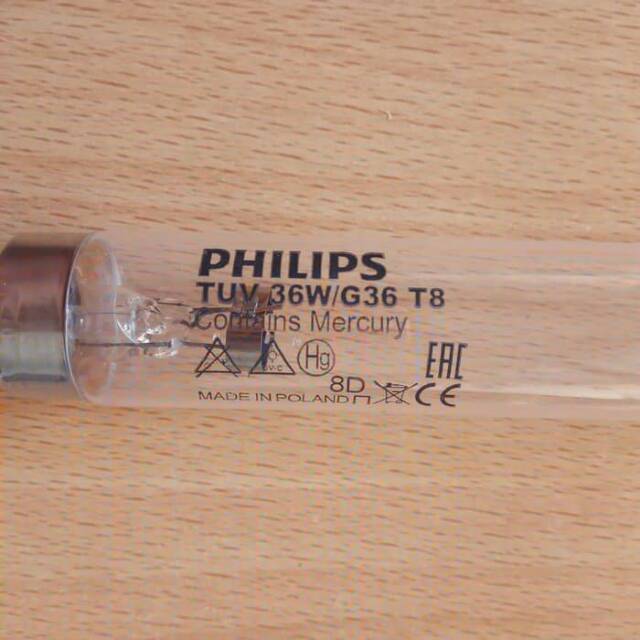 PHILIPS
TUV 36W/G36 T8
Contains Mercury
Hg
EAC
8D
MADE IN POLAND CE